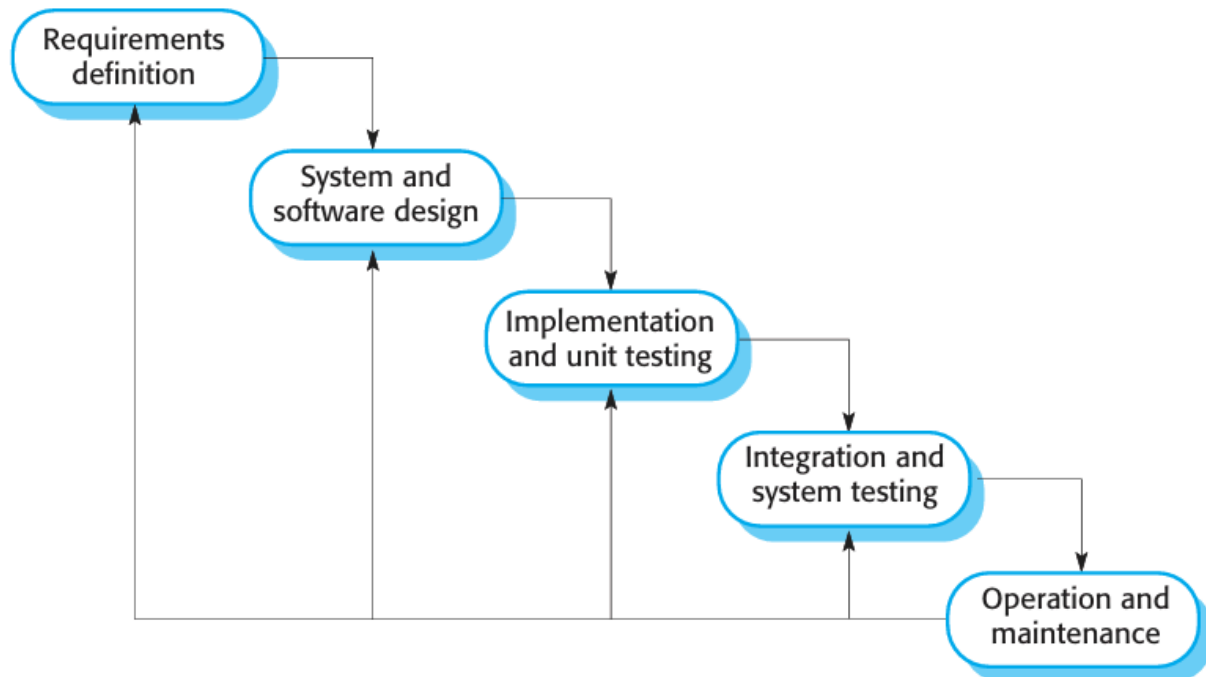 Requirements
definition
System and
software design
Implementation
and unit testing
Integration and
system testing
Operation and
maintenance